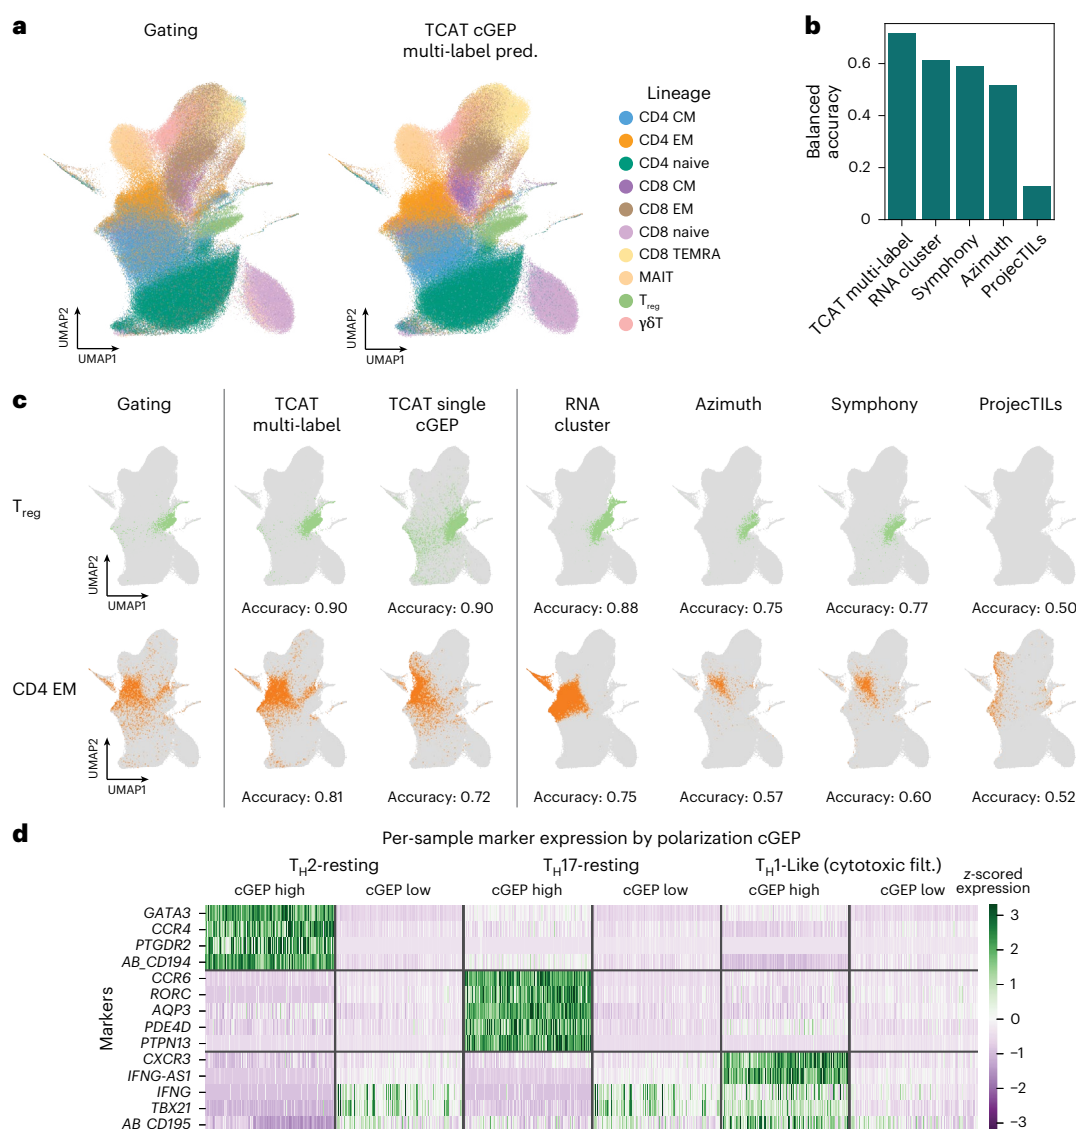 a
Gating
TCAT cGEP
multi-label pred.
Lineage
CD4 CM
CD4 EM
CD4 naive
CD8 CM
CD8 EM
CD8 naive
CD8 TEMRA
MAIT
Treg
γδT
UMAP2
UMAP1
UMAP2
UMAP1
b
Balanced
accuracy
0.6
0.4
0.2
0
TCAT multi-label
RNA cluster
Symphony
Azimuth
ProjecTILs
c
Gating
TCAT
multi-label
TCAT single
cGEP
RNA
cluster
Azimuth
Symphony
ProjecTILs
Treg
UMAP2
UMAP1
Accuracy: 0.90
Accuracy: 0.90
Accuracy: 0.88
Accuracy: 0.75
Accuracy: 0.77
Accuracy: 0.50
CD4 EM
UMAP2
UMAP1
Accuracy: 0.81
Accuracy: 0.72
Accuracy: 0.75
Accuracy: 0.57
Accuracy: 0.60
Accuracy: 0.52
d
Per-sample marker expression by polarization cGEP
TH2-resting
TH17-resting
TH1-Like (cytotoxic filt.)
cGEP high
cGEP low
cGEP high
cGEP low
cGEP high
cGEP low
z-scored
expression
Markers
GATA3
CCR4
PTGDR2
AB_CD194
CCR6
RORC
AQP3
PDE4D
PTPN13
CXCR3
IFNG-AS1
IFNG
TBX21
AB_CD195
3
2
1
0
−1
−2
−3